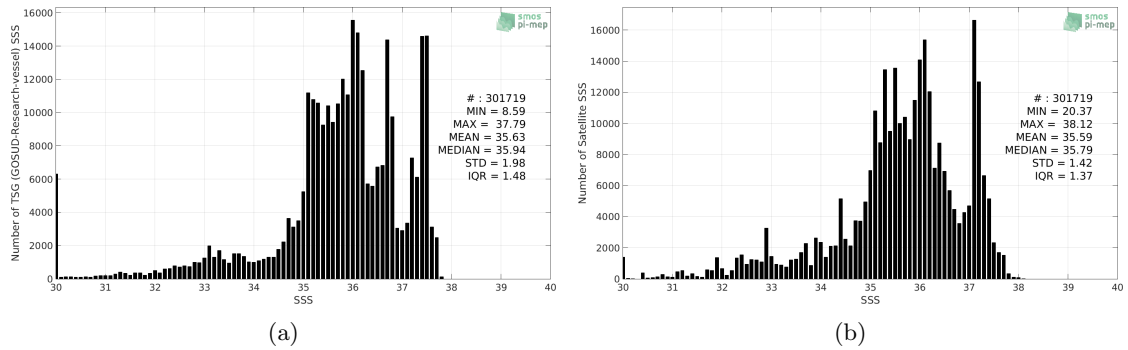 Number of TSG (GOSUD-Research-vessel) SSS
16000
14000
12000
10000
8000
6000
4000
2000
0
30 31 32 33 34 35 36 37 38 39 40
SSS
smos
pi-mep
# : 301719
MIN = 8.59
MAX = 37.79
MEAN = 35.63
MEDIAN = 35.94
STD = 1.98
IQR = 1.48
(a)
Number of Satellite SSS
16000
14000
12000
10000
8000
6000
4000
2000
0
30 31 32 33 34 35 36 37 38 39 40
SSS
smos
pi-mep
# : 301719
MIN = 20.37
MAX = 38.12
MEAN = 35.59
MEDIAN = 35.79
STD = 1.42
IQR = 1.37
(b)